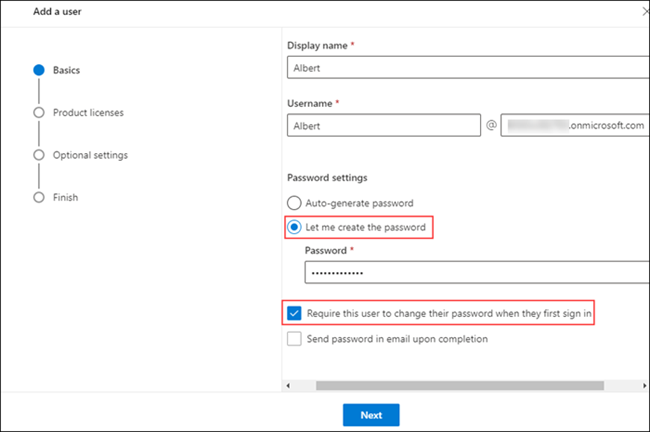 Add a user
Basics
Product licenses
Optional settings
Finish
Display name *
Albert
Username *
Albert @ .onmicrosoft.com
Password settings
Auto-generate password
Let me create the password
Password *
•••••••••••••
Require this user to change their password when they first sign in
Send password in email upon completion
Next